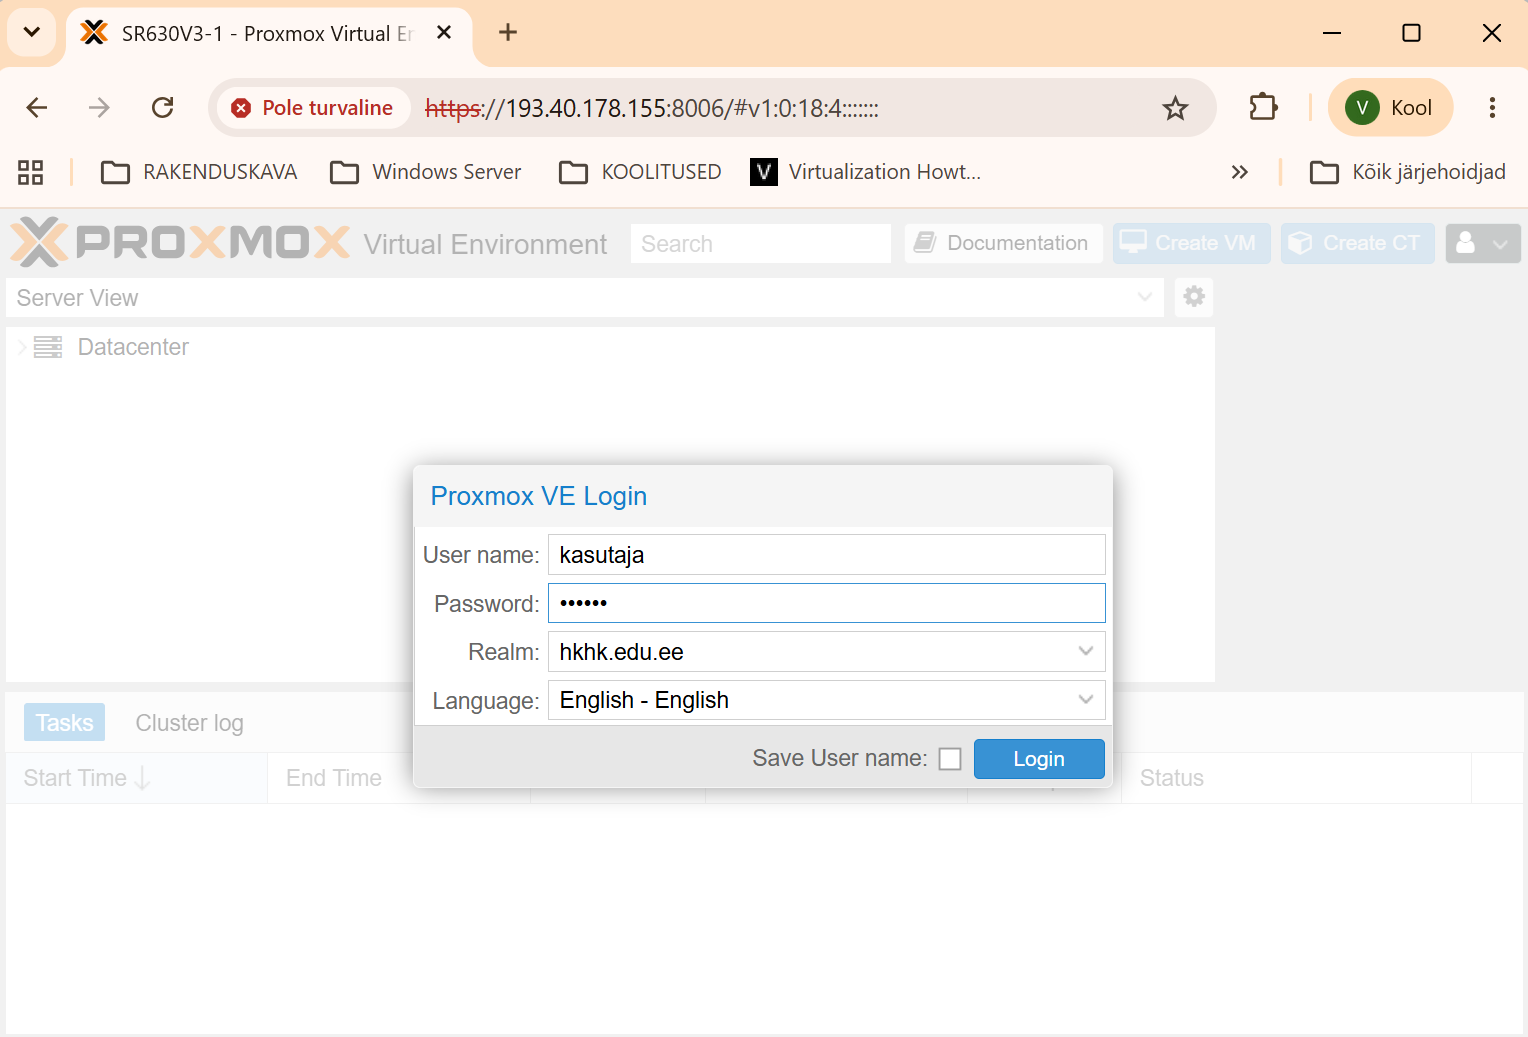 SR630V3-1 - Proxmox Virtual Er
Pole turvaline https://193.40.178.155:8006/#v1:0:18:4:::::::
V Kool
RAKENDUSKAVA Windows Server KOOLITUSED V Virtualization Howt... » Kõik järjehoidjad
PROXMOX Virtual Environment Search Documentation Create VM Create CT
Server View
Datacenter
Proxmox VE Login
User name: kasutaja
Password: ••••••
Realm: hkhk.edu.ee
Language: English - English
Save User name: Login
Tasks Cluster log
Start Time ↓ End Time Status